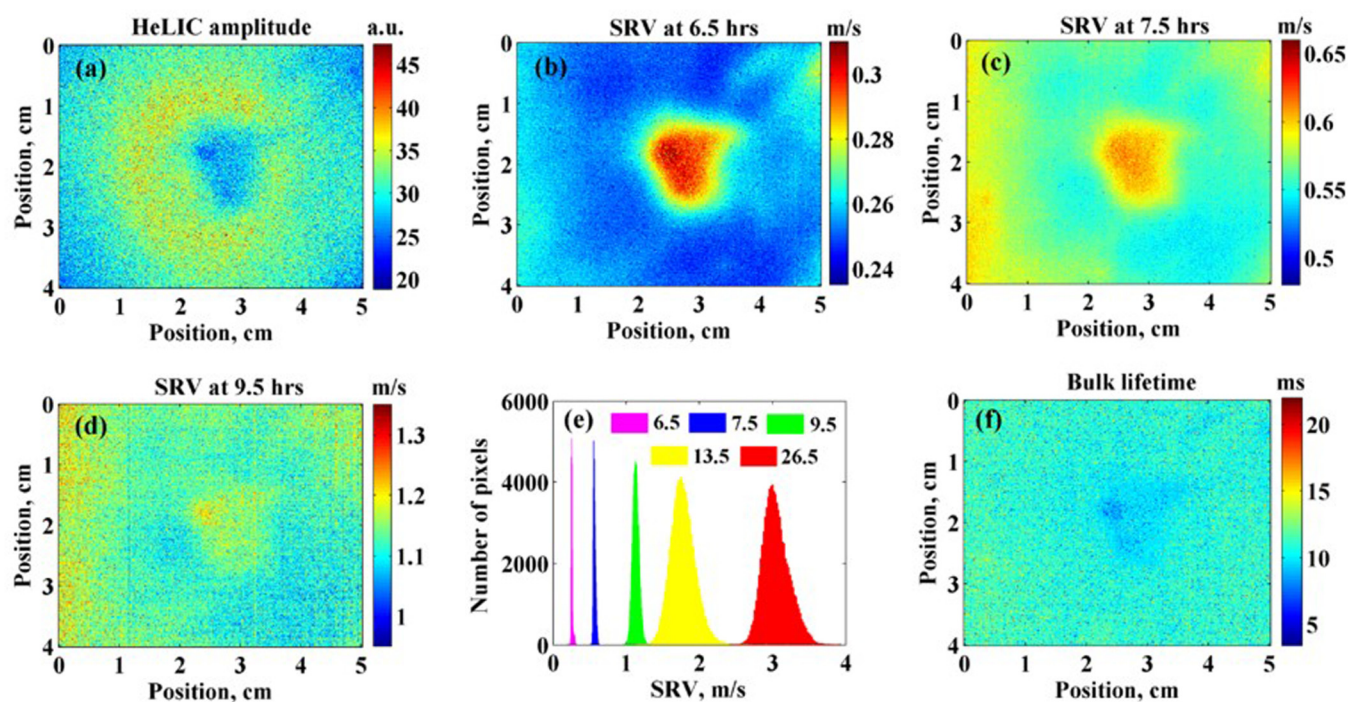 HeLIC amplitude a.u.
(a)
0
1
2
3
4
Position, cm
0 1 2 3 4 5
Position, cm
45
40
35
30
25
20
SRV at 6.5 hrs m/s
(b)
0
1
2
3
4
Position, cm
0 1 2 3 4 5
Position, cm
0.3
0.28
0.26
0.24
SRV at 7.5 hrs m/s
(c)
0
1
2
3
4
Position, cm
0 1 2 3 4 5
Position, cm
0.65
0.6
0.55
0.5
SRV at 9.5 hrs m/s
(d)
0
1
2
3
4
Position, cm
0 1 2 3 4 5
Position, cm
1.3
1.2
1.1
1
(e)
6.5 7.5 9.5
13.5 26.5
6000
4000
2000
0
Number of pixels
1 2 3 4
SRV, m/s
Bulk lifetime ms
(f)
0
1
2
3
4
Position, cm
0 1 2 3 4 5
Position, cm
20
15
10
5